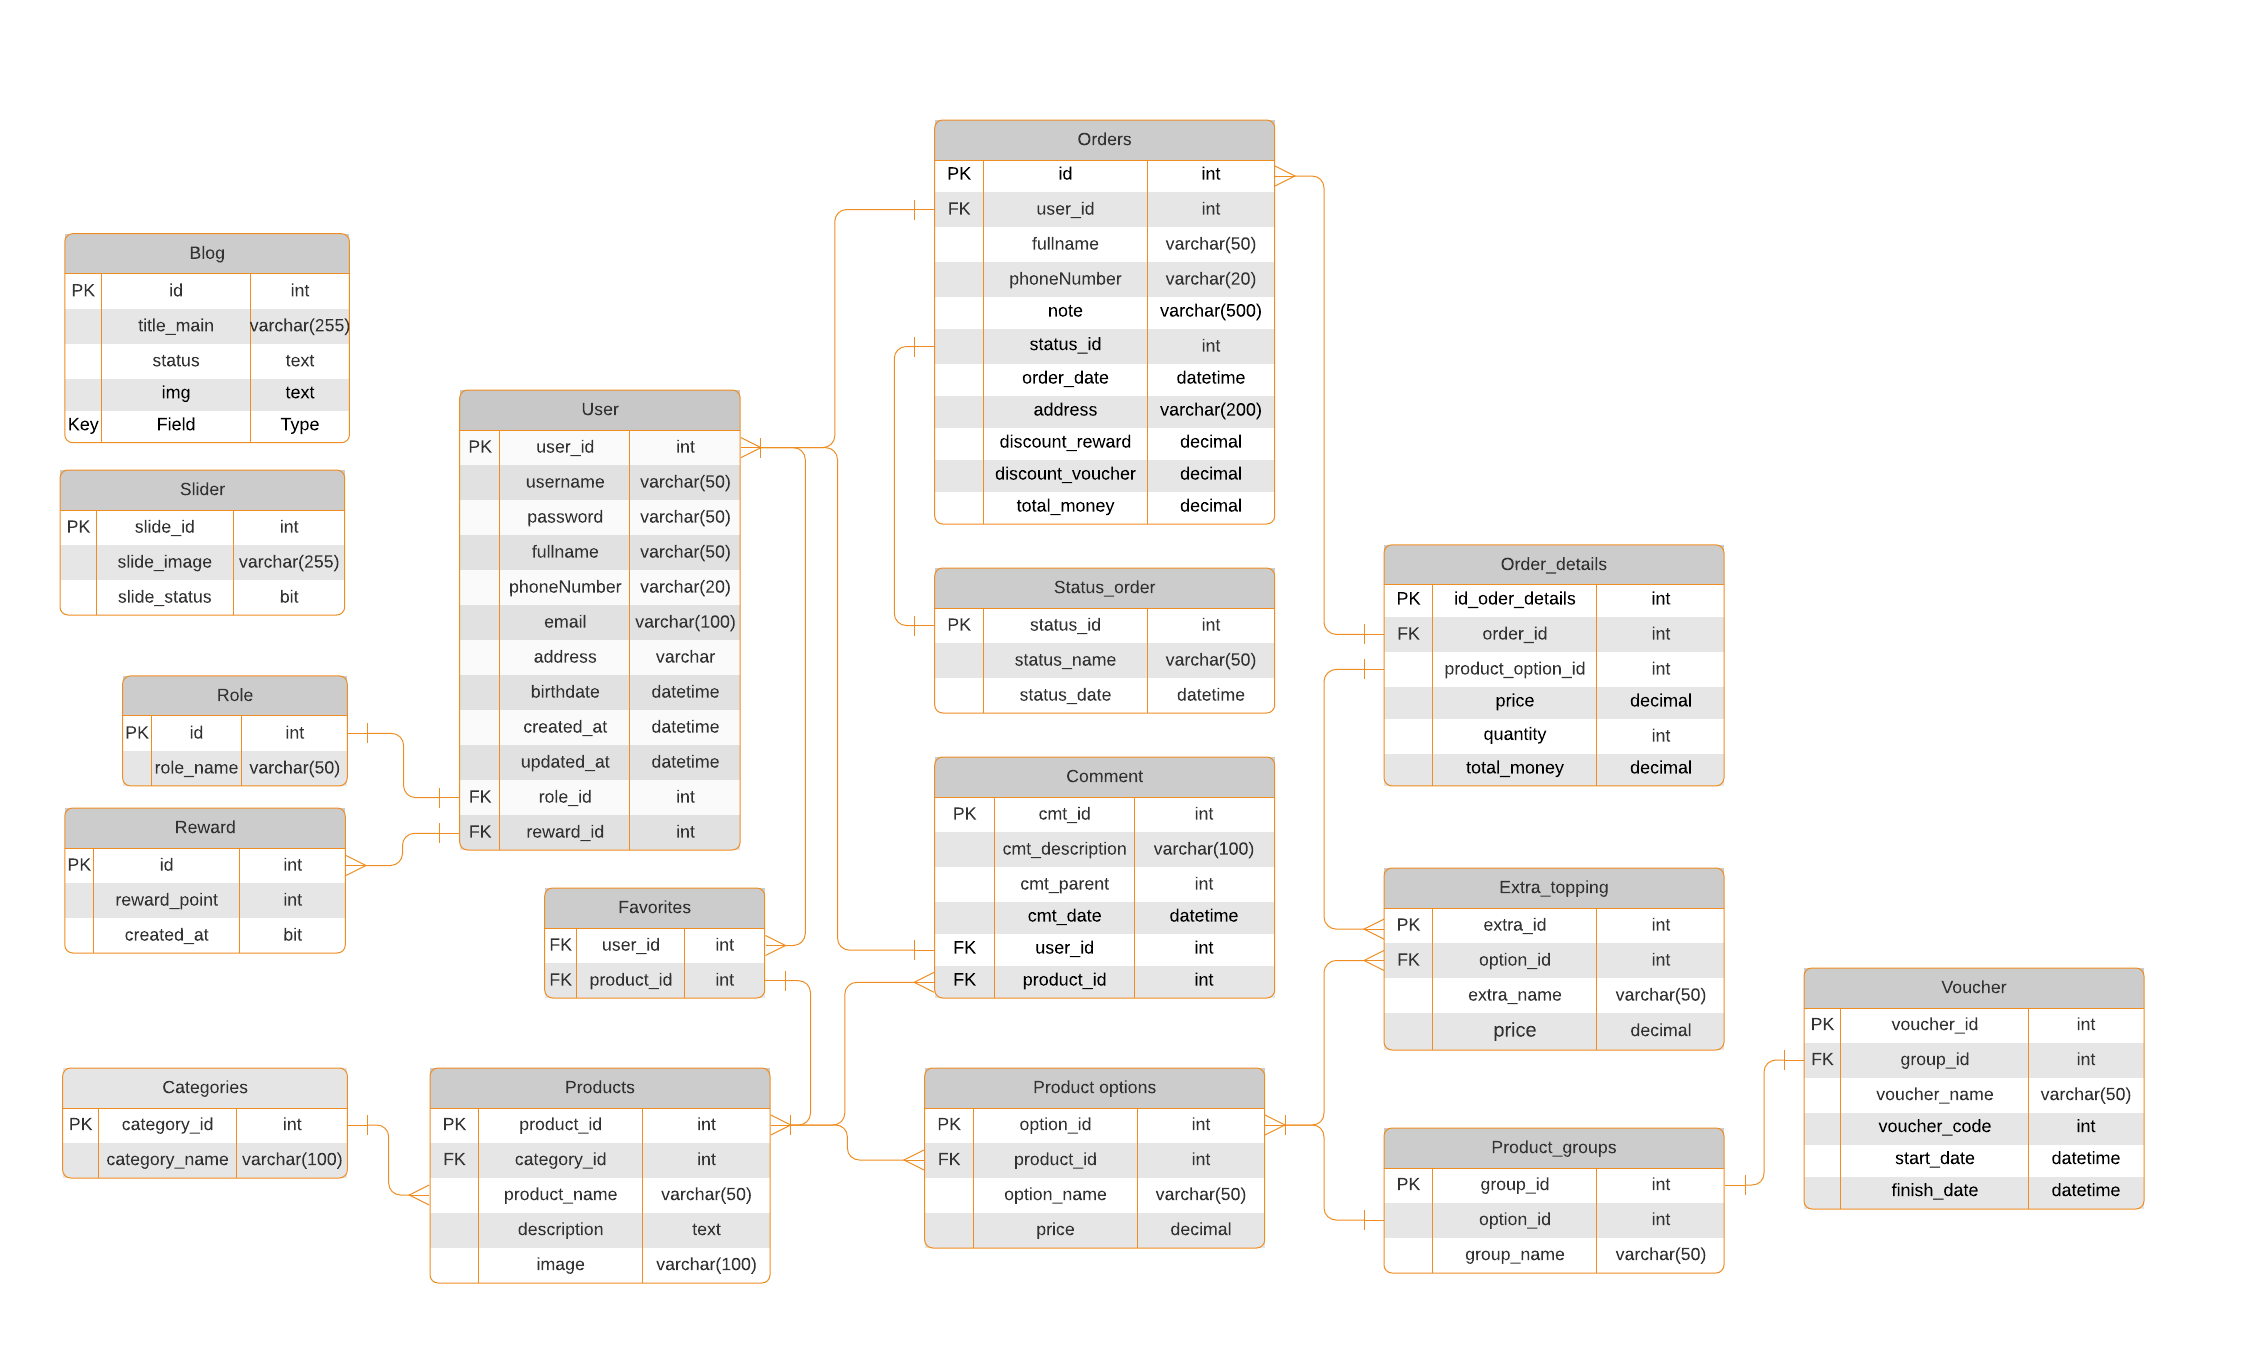 Orders
PK id int
FK user_id int
fullname varchar(50)
phoneNumber varchar(20)
note varchar(500)
status_id int
order_date datetime
address varchar(200)
discount_reward decimal
discount_voucher decimal
total_money decimal
Blog
PK id int
title_main varchar(255)
status text
img text
Key Field Type
User
PK user_id int
username varchar(50)
password varchar(50)
fullname varchar(50)
phoneNumber varchar(20)
email varchar(100)
address varchar
birthdate datetime
created_at datetime
updated_at datetime
FK role_id int
FK reward_id int
Slider
PK slide_id int
slide_image varchar(255)
slide_status bit
Status_order
PK status_id int
status_name varchar(50)
status_date datetime
Order_details
PK id_oder_details int
FK order_id int
product_option_id int
price decimal
quantity int
total_money decimal
Role
PK id int
role_name varchar(50)
Reward
PK id int
reward_point int
created_at bit
Comment
PK cmt_id int
cmt_description varchar(100)
cmt_parent int
cmt_date datetime
FK user_id int
FK product_id int
Favorites
FK user_id int
FK product_id int
Extra_topping
PK extra_id int
FK option_id int
extra_name varchar(50)
price decimal
Voucher
PK voucher_id int
FK group_id int
voucher_name varchar(50)
voucher_code int
start_date datetime
finish_date datetime
Categories
PK category_id int
category_name varchar(100)
Products
PK product_id int
FK category_id int
product_name varchar(50)
description text
image varchar(100)
Product options
PK option_id int
FK product_id int
option_name varchar(50)
price decimal
Product_groups
PK group_id int
option_id int
group_name varchar(50)